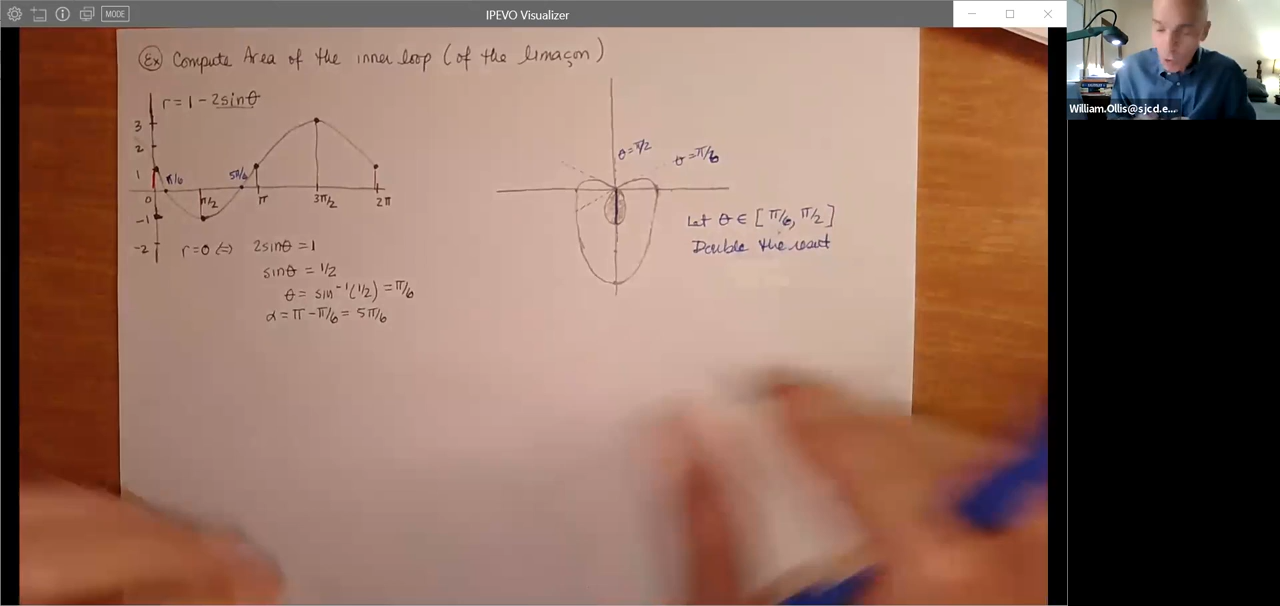 IPEVO Visualizer
MODE
William.Ollis@sjcd.e...
Ex Compute Area of the inner loop (of the limaçon)
r = 1 - 2sinθ
3
2
1
0
-1
-2
π/6
π/2
5π/6
π
3π/2
2π
r=0 ⇔ 2sinθ = 1
sinθ = 1/2
θ = sin⁻¹(1/2) = π/6
α = π - π/6 = 5π/6
θ=π/2
θ=π/6
Let θ ∈ [π/6, π/2]
Double the result